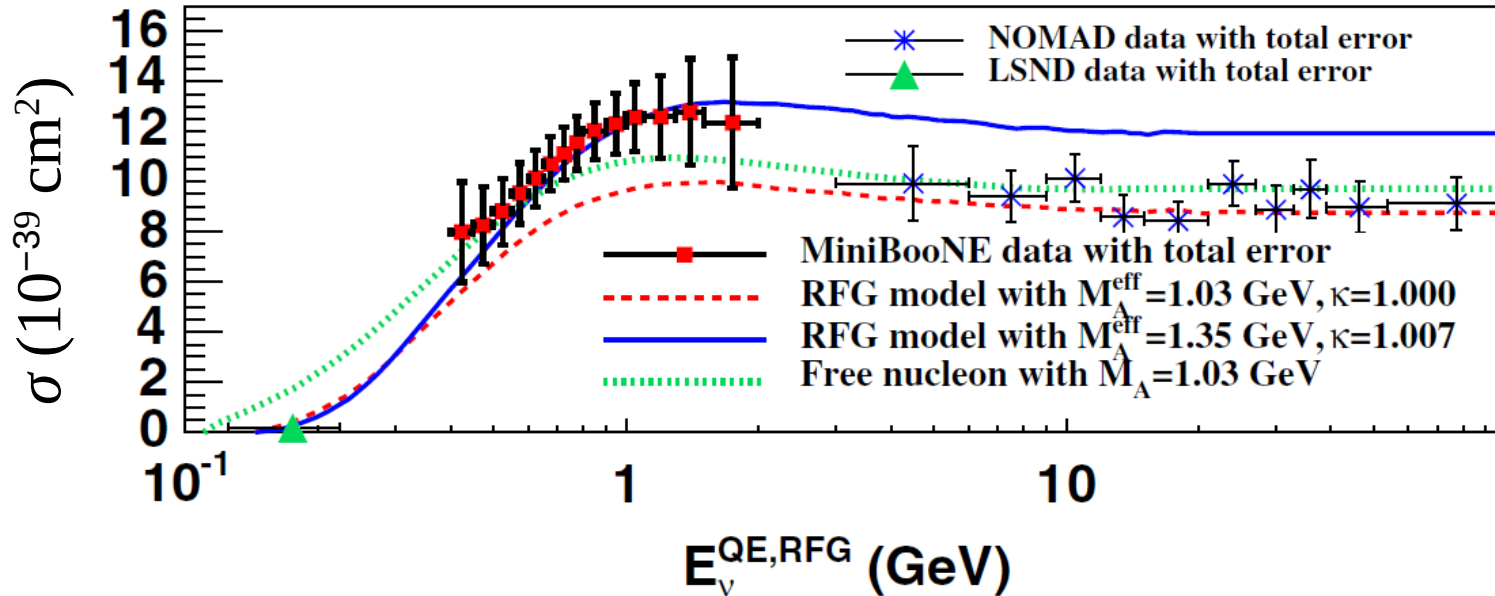 σ (10⁻³⁹ cm²)
16
14
12
10
8
6
4
2
0
NOMAD data with total error
LSND data with total error
MiniBooNE data with total error
RFG model with M_A^eff=1.03 GeV, κ=1.000
RFG model with M_A^eff=1.35 GeV, κ=1.007
Free nucleon with M_A=1.03 GeV
10⁻¹ 1 10
E_ν^QE,RFG (GeV)